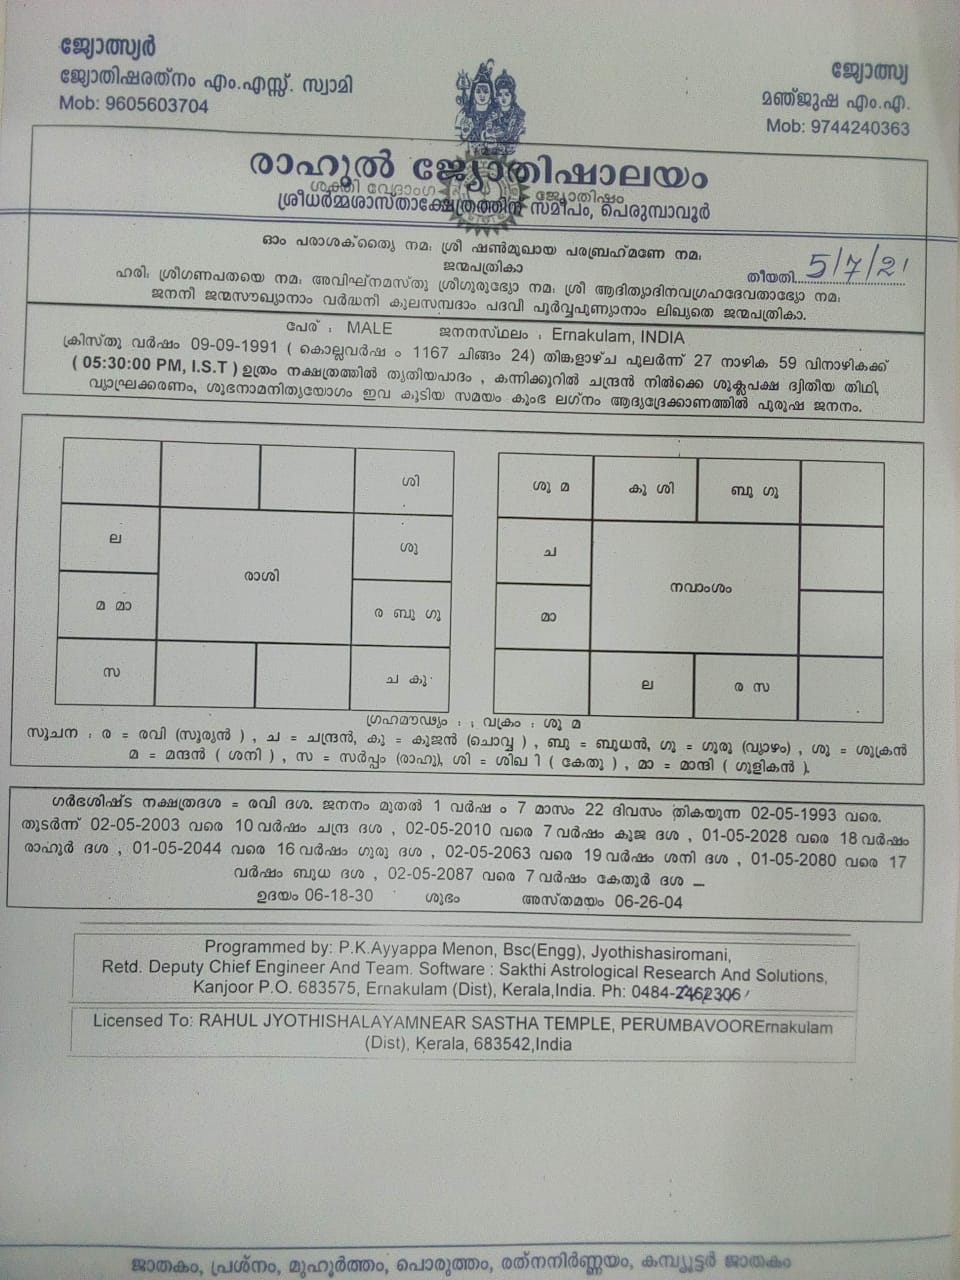 ജ്യോത്സ്യർ
ജ്യോതിഷരത്നം എം.എസ്സ്. സ്വാമി
Mob: 9605603704
ജ്യോത്സ്യ
മഞ്ജുഷ എം.എ.
Mob: 9744240363
രാഹൂൽ ജ്യോതിഷാലയം
ശക്തി വേദാംഗ ജ്യോതിഷം
ശ്രീധർമ്മശാസ്താക്ഷേത്രത്തിന് സമീപം, പെരുമ്പാവൂർ
ഓം പരാശക്ത്യൈ നമ: ശ്രീ ഷൺമുഖായ പരബ്രഹ്മണേ നമ:
ജന്മപത്രികാ
തീയതി 5/7/21
ഹരി: ശ്രീഗണപതയെ നമ: അവിഘ്നമസ്തു ശ്രീഗുരുഭ്യോ നമ: ശ്രീ ആദിത്യാദിനവഗ്രഹദേവതാഭ്യോ നമ:
ജനനി ജന്മസൗഖ്യാനാം വർദ്ധനി കുലസമ്പദാം പദവി പൂർവ്വപുണ്യാനാം ലിഖ്യതെ ജന്മപത്രികാ.
പേര് : MALE ജനനസ്ഥലം : Ernakulam, INDIA
ക്രിസ്തു വർഷം 09-09-1991 ( കൊല്ലവർഷ ം 1167 ചിങ്ങം 24) തിങ്കളാഴ്ച പുലർന്ന് 27 നാഴിക 59 വിനാഴികക്ക്
( 05:30:00 PM, I.S.T ) ഉത്രം നക്ഷത്രത്തിൽ തൃതിയപാദം , കന്നിക്കൂറിൽ ചന്ദ്രൻ നിൽക്കെ ശുക്ലപക്ഷ ദ്വിതീയ തിഥി,
വ്യാഘ്രക്കരണം, ശുഭനാമനിത്യയോഗം ഇവ കൂടിയ സമയം കുംഭ ലഗ്നം ആദ്യദ്രേക്കാണത്തിൽ പുരുഷ ജനനം.
ശി
ല
ശു
രാശി
മ മാ
ര ബു ഗു
സ
ച കു
ശു മ
കു ശി
ബു ഗു
ച
നവാംശം
മാ
ല
ര സ
ഗ്രഹമൗഢ്യം : ; വക്രം : ശു മ
സൂചന : ര = രവി (സൂര്യൻ ) , ച = ചന്ദ്രൻ, കു = കുജൻ (ചൊവ്വ ) , ബു = ബുധൻ, ഗു = ഗുരു (വ്യാഴം) , ശു = ശുക്രൻ
മ = മന്ദൻ ( ശനി ) , സ = സർപ്പം (രാഹു), ശി = ശിഖ ി ( കേതു ) , മാ = മാന്ദി ( ഗുളികൻ ).
ഗർഭശിഷ്ട നക്ഷത്രദശ = രവി ദശ. ജനനം മുതൽ 1 വർഷ ം 7 മാസം 22 ദിവസം തികയുന്ന 02-05-1993 വരെ.
തുടർന്ന് 02-05-2003 വരെ 10 വർഷം ചന്ദ്ര ദശ , 02-05-2010 വരെ 7 വർഷം കുജ ദശ , 01-05-2028 വരെ 18 വർഷം
രാഹൂർ ദശ , 01-05-2044 വരെ 16 വർഷം ഗുരു ദശ , 02-05-2063 വരെ 19 വർഷം ശനി ദശ , 01-05-2080 വരെ 17
വർഷം ബുധ ദശ , 02-05-2087 വരെ 7 വർഷം കേതുർ ദശ ـــ
ഉദയം 06-18-30 ശുഭം അസ്തമയം 06-26-04
Programmed by: P.K.Ayyappa Menon, Bsc(Engg), Jyothishasiromani,
Retd. Deputy Chief Engineer And Team. Software : Sakthi Astrological Research And Solutions,
Kanjoor P.O. 683575, Ernakulam (Dist), Kerala,India. Ph: 0484-2462306
Licensed To: RAHUL JYOTHISHALAYAMNEAR SASTHA TEMPLE, PERUMBAVOOREernakulam
(Dist), Kerala, 683542,India
ജാതകം, പ്രശ്നം, മുഹൂർത്തം, പൊരുത്തം, രത്നനിർണ്ണയം, കമ്പ്യൂട്ടർ ജാതകം